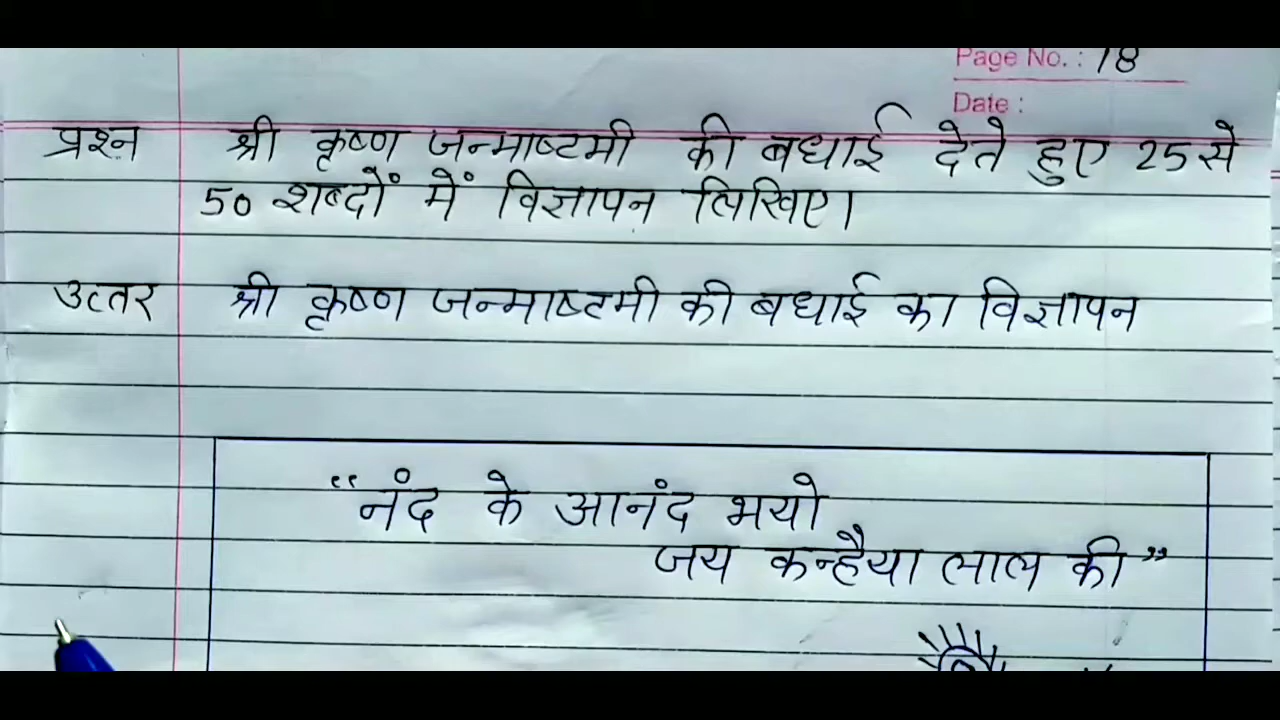 Page No. : 18
Date :
प्रश्न श्री कृष्ण जन्माष्टमी की बधाई देते हुए 25 से
50 शब्दों में विज्ञापन लिखिए।
उत्तर श्री कृष्ण जन्माष्टमी की बधाई का विज्ञापन
“नंद के आनंद भयो
जय कन्हैया लाल की”